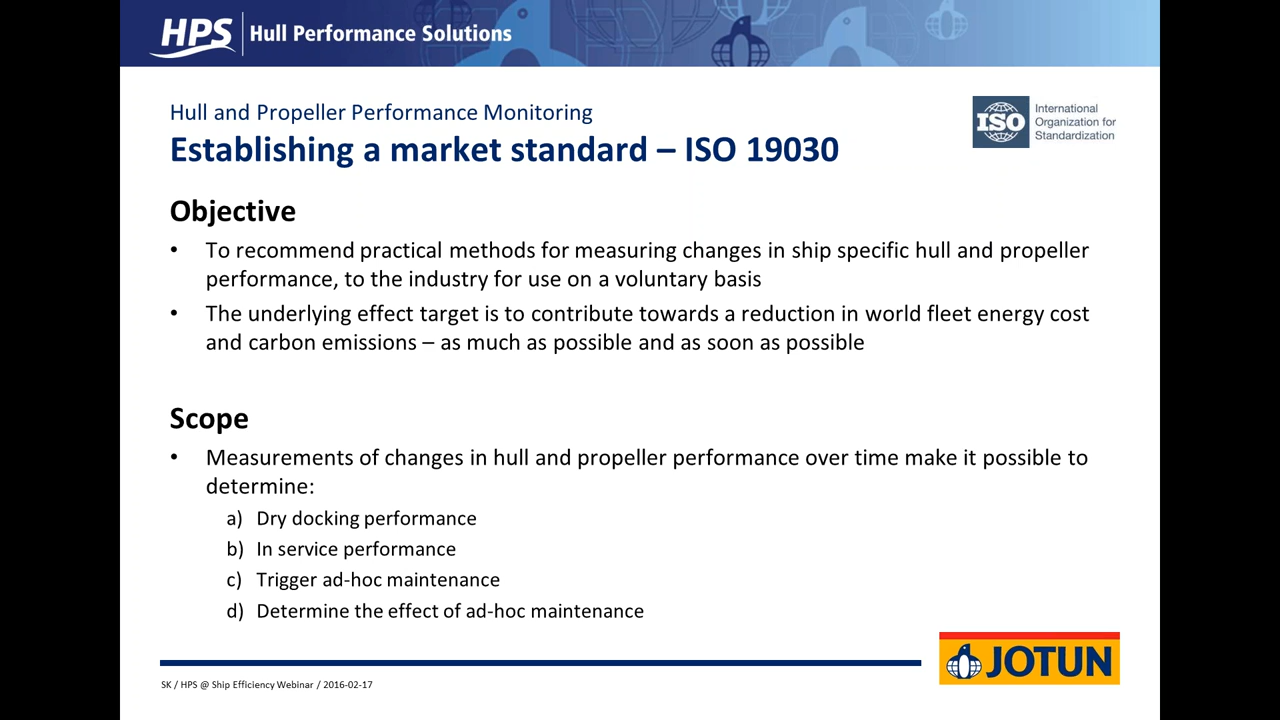 HPS | Hull Performance Solutions
Hull and Propeller Performance Monitoring
Establishing a market standard – ISO 19030
ISO
International
Organization for
Standardization
Objective
• To recommend practical methods for measuring changes in ship specific hull and propeller
performance, to the industry for use on a voluntary basis
• The underlying effect target is to contribute towards a reduction in world fleet energy cost
and carbon emissions – as much as possible and as soon as possible
Scope
• Measurements of changes in hull and propeller performance over time make it possible to
determine:
a) Dry docking performance
b) In service performance
c) Trigger ad-hoc maintenance
d) Determine the effect of ad-hoc maintenance
JOTUN
SK / HPS @ Ship Efficiency Webinar / 2016-02-17